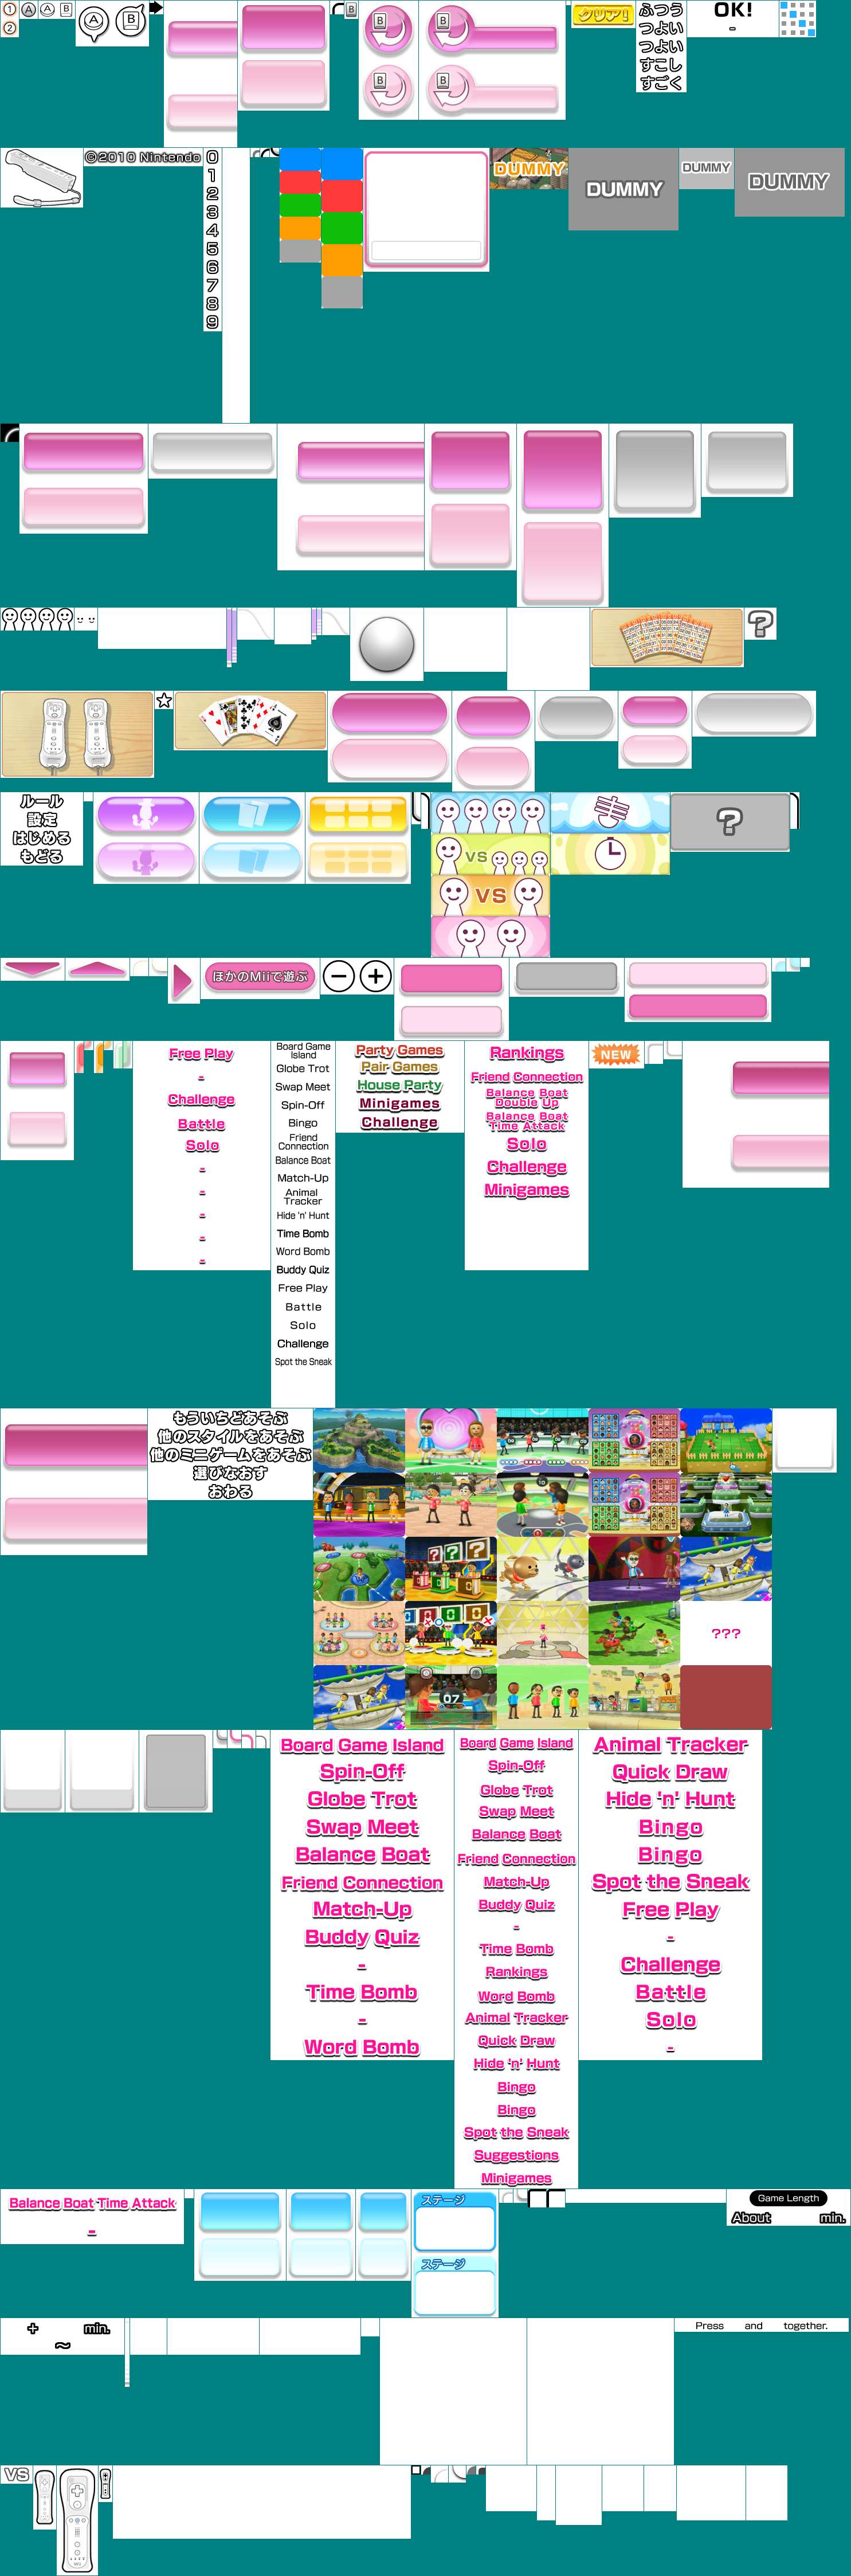 1
2
A
A
B
A
B
B
B
B
B
B
クリア!
ふつう
つよい
つよい
すこし
すごく
OK!
-
©2010 Nintendo
0
1
2
3
4
5
6
7
8
9
DUMMY
DUMMY
DUMMY
DUMMY
?
ルール
設定
はじめる
もどる
VS
VS
?
ほかのMiiで遊ぶ
Free Play
-
Challenge
Battle
Solo
-
-
-
-
-
Board Game
Island
Globe Trot
Swap Meet
Spin-Off
Bingo
Friend
Connection
Balance Boat
Match-Up
Animal
Tracker
Hide 'n' Hunt
Time Bomb
Word Bomb
Buddy Quiz
Free Play
Battle
Solo
Challenge
Spot the Sneak
Party Games
Pair Games
House Party
Minigames
Challenge
Rankings
Friend Connection
Balance Boat
Double Up
Balance Boat
Time Attack
Solo
Challenge
Minigames
NEW
もういちどあそぶ
他のスタイルをあそぶ
他のミニゲームをあそぶ
選びなおす
おわる
???
07
Board Game Island
Spin-Off
Globe Trot
Swap Meet
Balance Boat
Friend Connection
Match-Up
Buddy Quiz
-
Time Bomb
-
Word Bomb
Board Game Island
Spin-Off
Globe Trot
Swap Meet
Balance Boat
Friend Connection
Match-Up
Buddy Quiz
-
Time Bomb
Rankings
Word Bomb
Animal Tracker
Quick Draw
Hide 'n' Hunt
Bingo
Bingo
Spot the Sneak
Suggestions
Minigames
Animal Tracker
Quick Draw
Hide 'n' Hunt
Bingo
Bingo
Spot the Sneak
Free Play
-
Challenge
Battle
Solo
-
Balance Boat Time Attack
-
ステージ
ステージ
Game Length
About min.
+ min.
~
Press and together.
VS